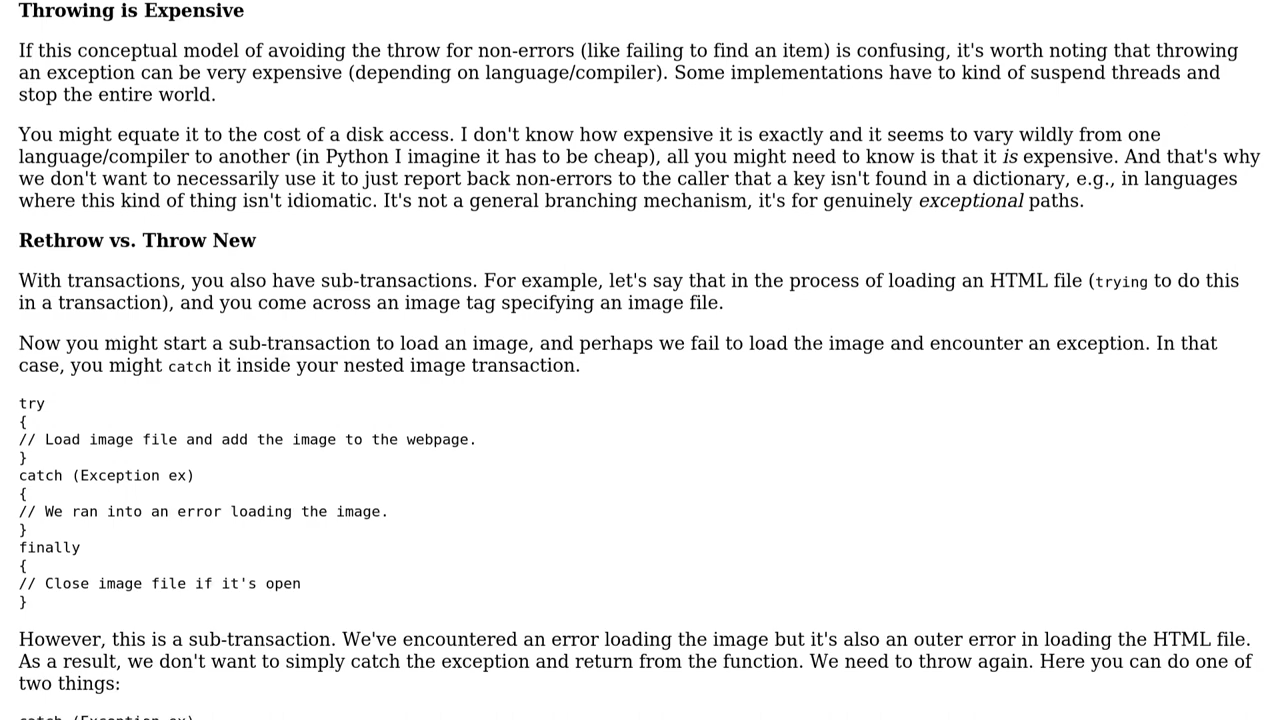 Throwing is Expensive
If this conceptual model of avoiding the throw for non-errors (like failing to find an item) is confusing, it's worth noting that throwing
an exception can be very expensive (depending on language/compiler). Some implementations have to kind of suspend threads and
stop the entire world.
You might equate it to the cost of a disk access. I don't know how expensive it is exactly and it seems to vary wildly from one
language/compiler to another (in Python I imagine it has to be cheap), all you might need to know is that it is expensive. And that's why
we don't want to necessarily use it to just report back non-errors to the caller that a key isn't found in a dictionary, e.g., in languages
where this kind of thing isn't idiomatic. It's not a general branching mechanism, it's for genuinely exceptional paths.
Rethrow vs. Throw New
With transactions, you also have sub-transactions. For example, let's say that in the process of loading an HTML file (trying to do this
in a transaction), and you come across an image tag specifying an image file.
Now you might start a sub-transaction to load an image, and perhaps we fail to load the image and encounter an exception. In that
case, you might catch it inside your nested image transaction.
try
{
// Load image file and add the image to the webpage.
}
catch (Exception ex)
{
// We ran into an error loading the image.
}
finally
{
// Close image file if it's open
}
However, this is a sub-transaction. We've encountered an error loading the image but it's also an outer error in loading the HTML file.
As a result, we don't want to simply catch the exception and return from the function. We need to throw again. Here you can do one of
two things:
catch (Exception ex)